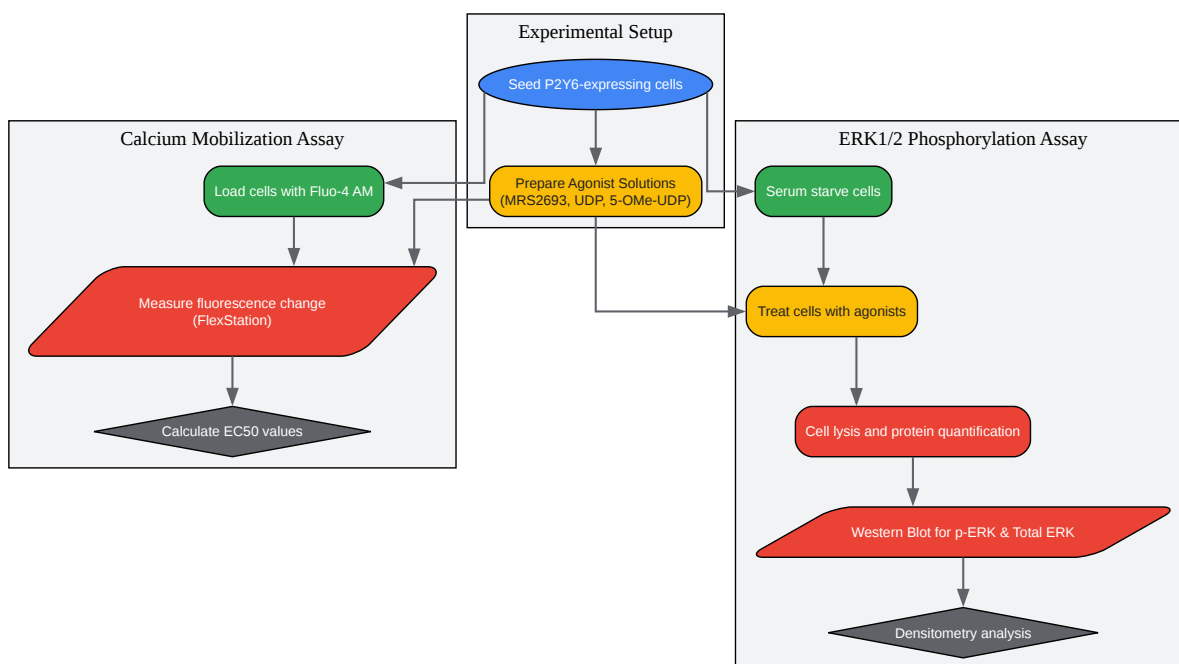 Experimental Setup
Seed P2Y6-expressing cells
Prepare Agonist Solutions
(MRS2693, UDP, 5-OMe-UDP)
Calcium Mobilization Assay
Load cells with Fluo-4 AM
Measure fluorescence change
(FlexStation)
Calculate EC50 values
ERK1/2 Phosphorylation Assay
Serum starve cells
Treat cells with agonists
Cell lysis and protein quantification
Western Blot for p-ERK & Total ERK
Densitometry analysis